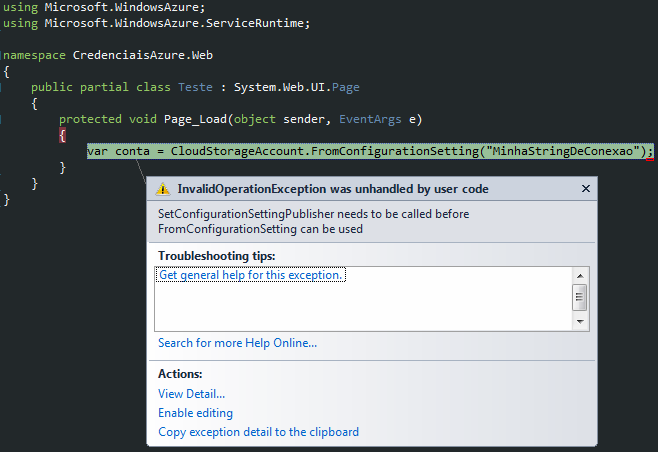 using Microsoft.WindowsAzure;
using Microsoft.WindowsAzure.ServiceRuntime;
namespace CredenciaisAzure.Web
{
public partial class Teste : System.Web.UI.Page
{
protected void Page_Load(object sender, EventArgs e)
{
var conta = CloudStorageAccount.FromConfigurationSetting("MinhaStringDeConexao");
}
}
}
InvalidOperationException was unhandled by user code
SetConfigurationSettingPublisher needs to be called before
FromConfigurationSetting can be used
Troubleshooting tips:
Get general help for this exception.
Search for more Help Online...
Actions:
View Detail...
Enable editing
Copy exception detail to the clipboard